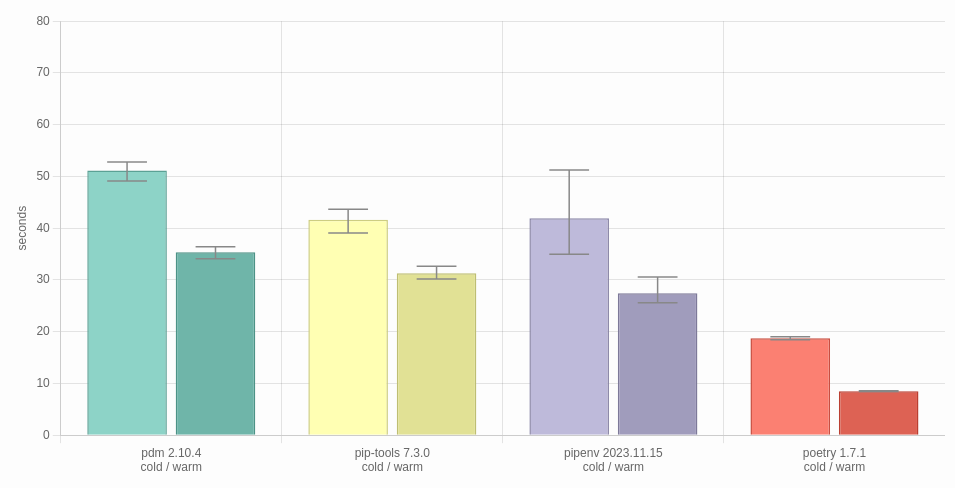 80
70
60
50
40
30
20
10
0
seconds
pdm 2.10.4
cold / warm
pip-tools 7.3.0
cold / warm
pipenv 2023.11.15
cold / warm
poetry 1.7.1
cold / warm